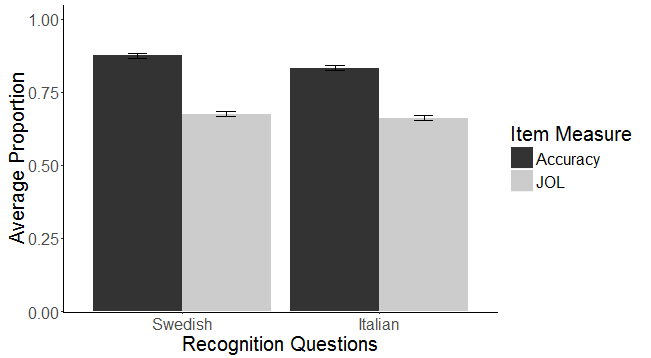 1.00
0.75
0.50
0.25
0.00
Average Proportion
Swedish
Italian
Recognition Questions
Item Measure
Accuracy
JOL